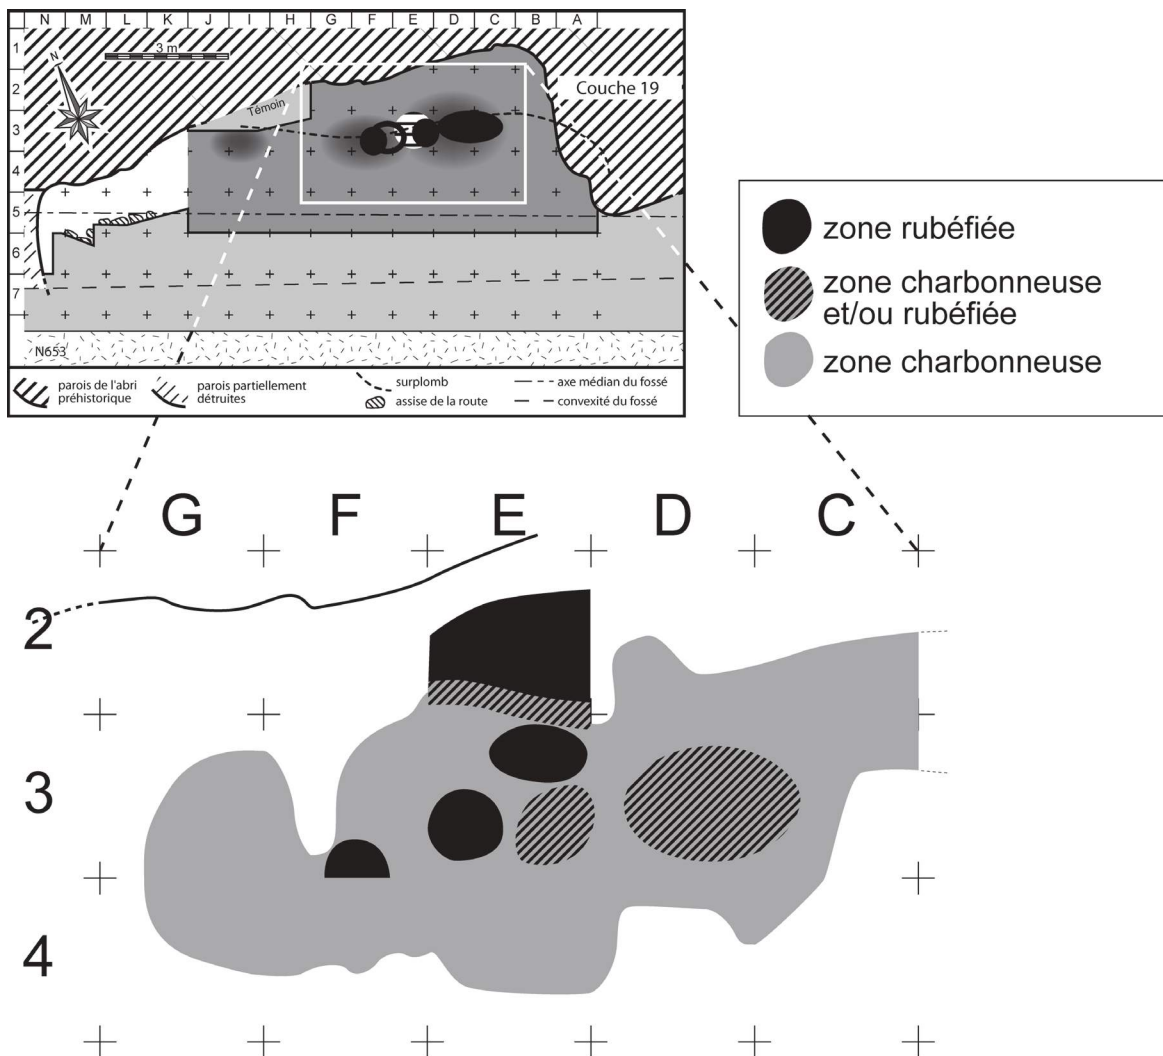 N M L K J I H G F E D C B A
1
3 m
N
Couche 19
2
Témoin
3
4
5
6
7
N653
parois de l'abri
préhistorique
parois partiellement
détruites
surplomb
assise de la route
axe médian du fossé
convexité du fossé
zone rubéfiée
zone charbonneuse
et/ou rubéfiée
zone charbonneuse
G F E D C
2
3
4